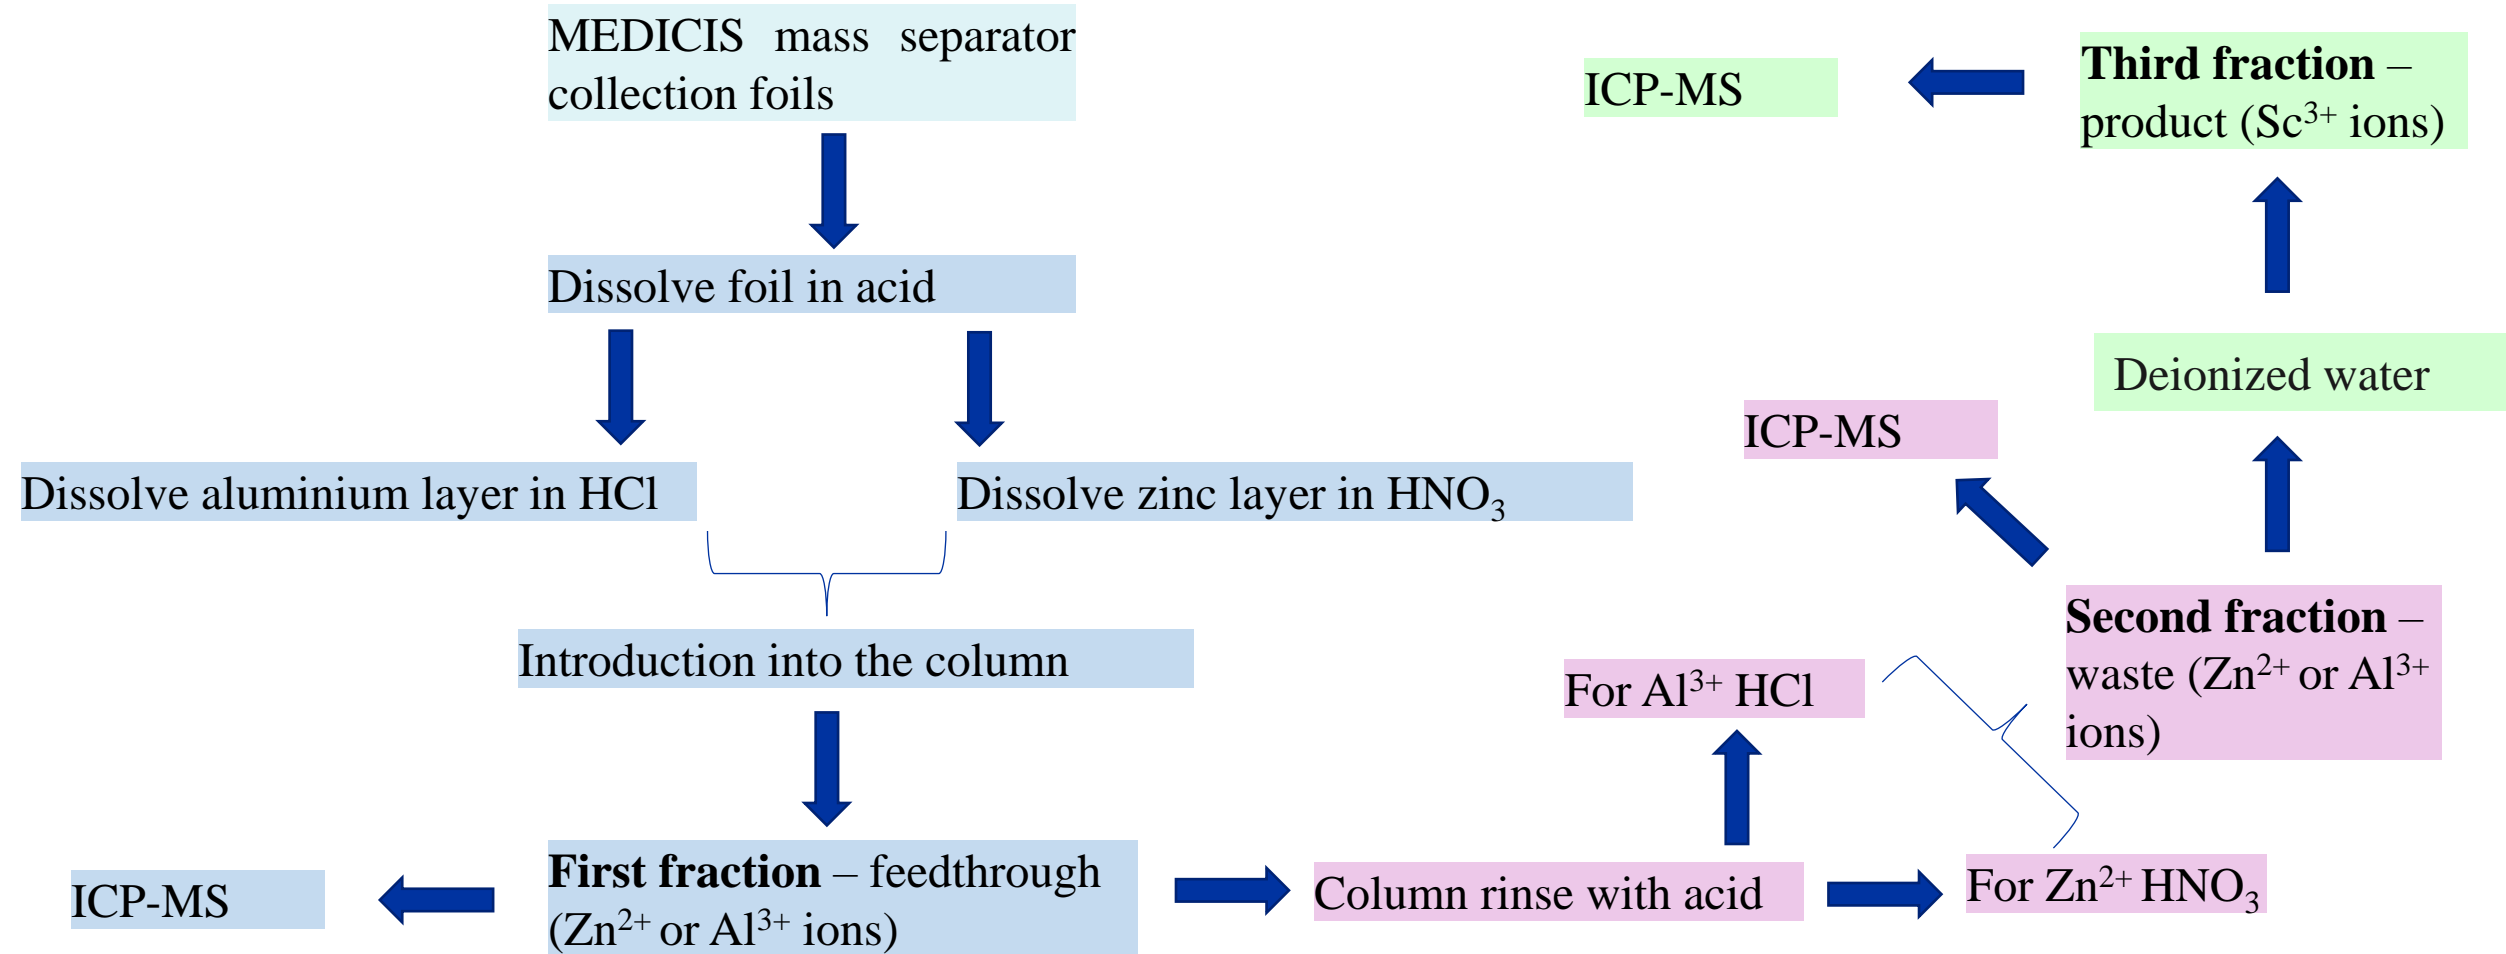 MEDICIS mass separator
collection foils
Dissolve foil in acid
Dissolve aluminium layer in HCl
Dissolve zinc layer in HNO₃
Introduction into the column
First fraction – feedthrough
(Zn²⁺ or Al³⁺ ions)
ICP-MS
Column rinse with acid
For Al³⁺ HCl
For Zn²⁺ HNO₃
Second fraction –
waste (Zn²⁺ or Al³⁺
ions)
ICP-MS
Deionized water
Third fraction –
product (Sc³⁺ ions)
ICP-MS